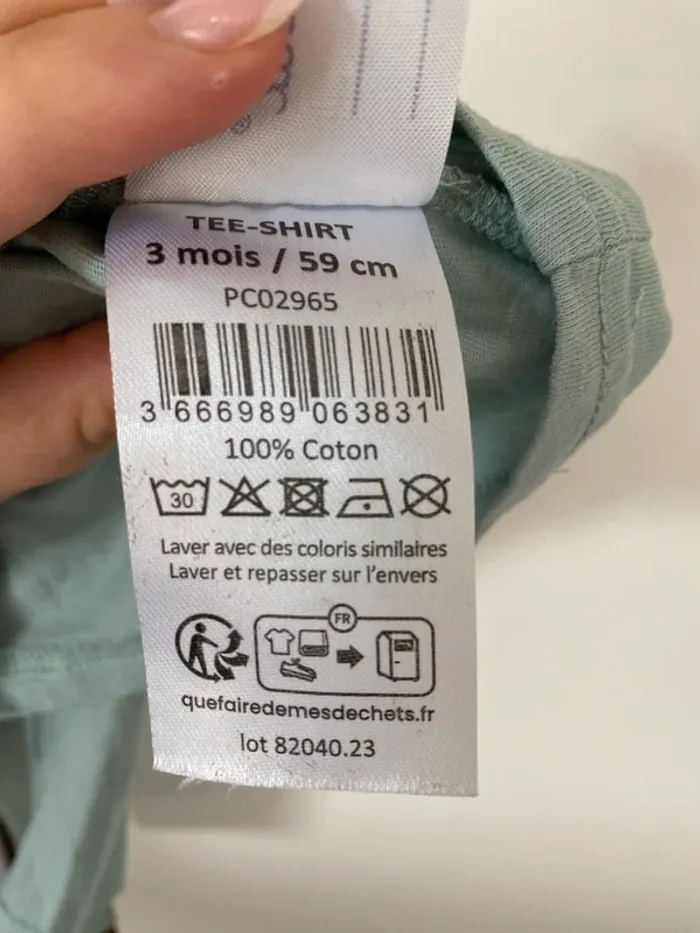 TEE-SHIRT
3 mois / 59 cm
PC02965
3 666989 063831
100% Coton
30
Laver avec des coloris similaires
Laver et repasser sur l'envers
FR
quefairedemesdechets.fr
lot 82040.23